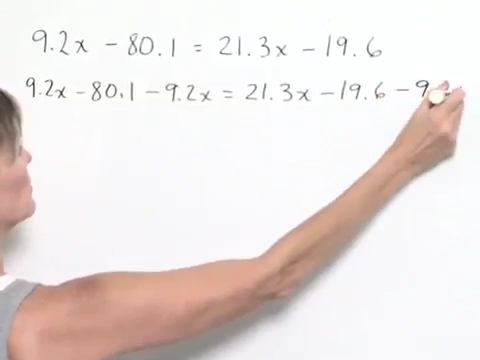 9.2x - 80.1 = 21.3x - 19.6
9.2x - 80.1 - 9.2x = 21.3x - 19.6 - 9.